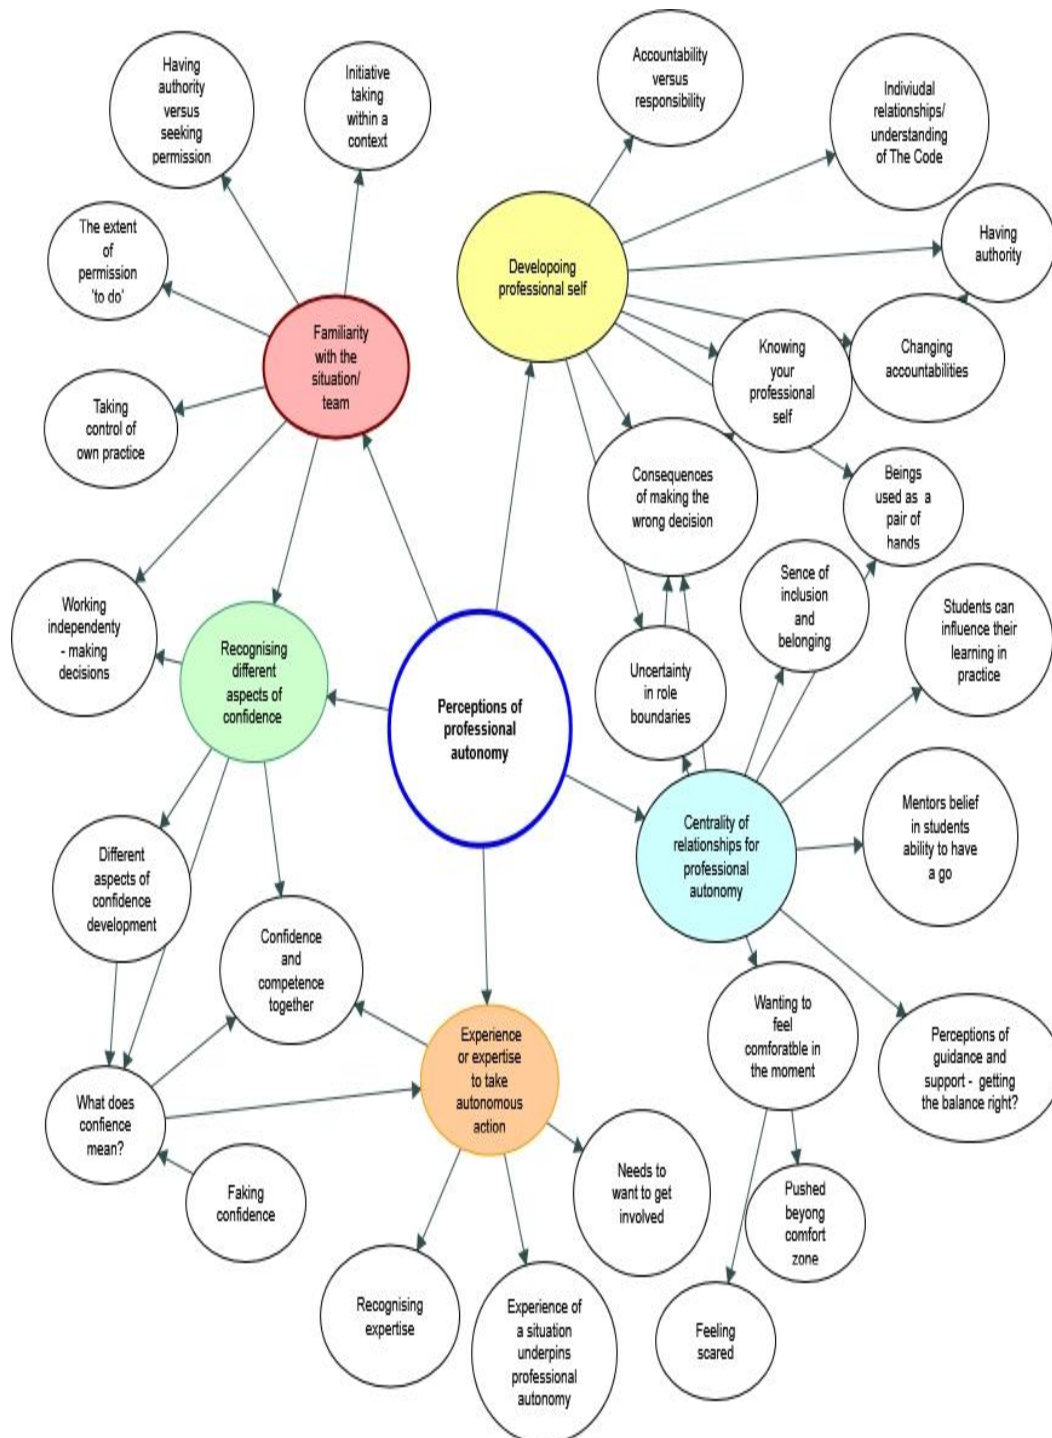 Having
authority
versus
seeking
permission
Initiative
taking
within a
context
Accountability
versus
responsibility
Indiviudal
relationships/
understanding
of The Code
The extent
of
permission
'to do'
Having
authority
Developoing
professional self
Familiarity
with the
situation/
team
Knowing
your
professional
self
Changing
accountabilities
Taking
control of
own practice
Consequences
of making the
wrong decision
Beings
used as a
pair of
hands
Working
independenty
- making
decisions
Recognising
different
aspects of
confidence
Sence of
inclusion
and
belonging
Students can
influence their
learning in
practice
Uncertainty
in role
boundaries
Perceptions of
professional
autonomy
Centrality of
relationships for
professional
autonomy
Mentors belief
in students
ability to have
a go
Different
aspects of
confidence
development
Confidence
and
competence
together
Wanting to
feel
comforatble in
the moment
Perceptions of
guidance and
support - getting
the balance right?
Experience
or expertise
to take
autonomous
action
What does
confience
mean?
Faking
confidence
Needs to
want to get
involved
Pushed
beyong
comfort
zone
Recognising
expertise
Experience of
a situation
underpins
professional
autonomy
Feeling
scared